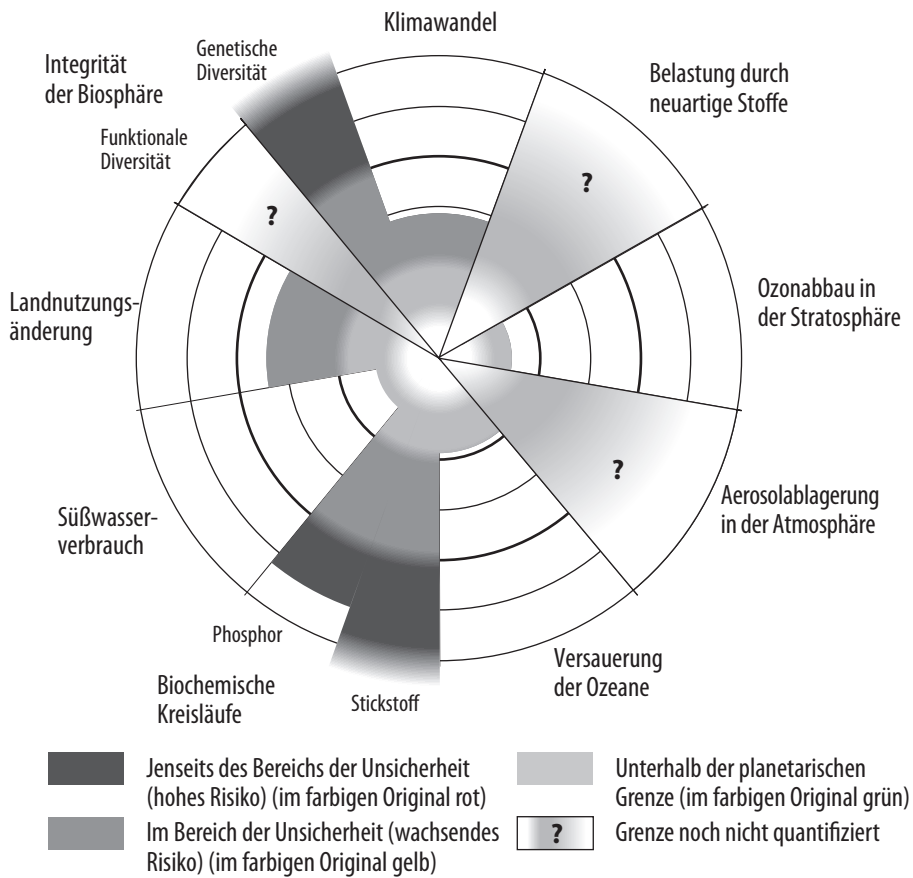 Klimawandel
Genetische
Diversität
Integrität
der Biosphäre
Funktionale
Diversität
Belastung durch
neuartige Stoffe
?
?
Landnutzungs-
änderung
Ozonabbau in
der Stratosphäre
?
Aerosolablagerung
in der Atmosphäre
Süßwasser-
verbrauch
Phosphor
Biochemische
Kreisläufe
Stickstoff
Versauerung
der Ozeane
Jenseits des Bereichs der Unsicherheit
(hohes Risiko) (im farbigen Original rot)
Im Bereich der Unsicherheit (wachsendes
Risiko) (im farbigen Original gelb)
Unterhalb der planetarischen
Grenze (im farbigen Original grün)
? Grenze noch nicht quantifiziert